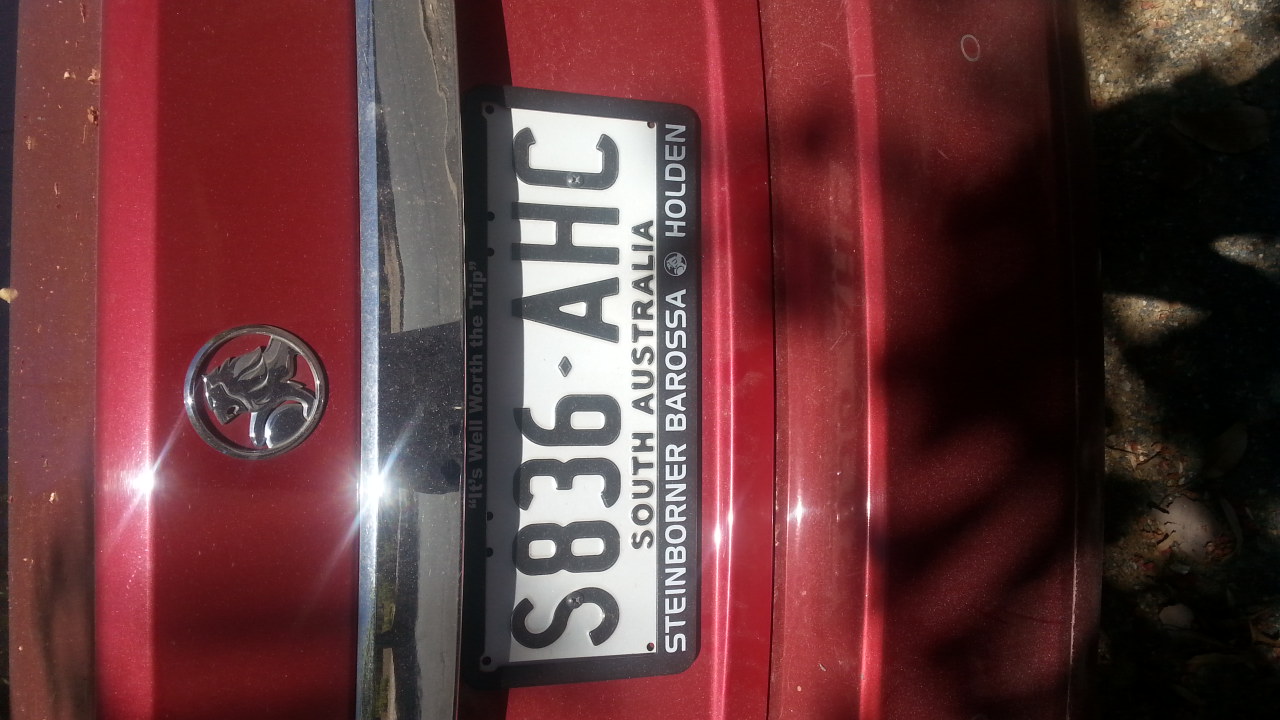 "It's Well Worth the Trip"
S836·AHC
SOUTH AUSTRALIA
STEINBORNER BAROSSA HOLDEN